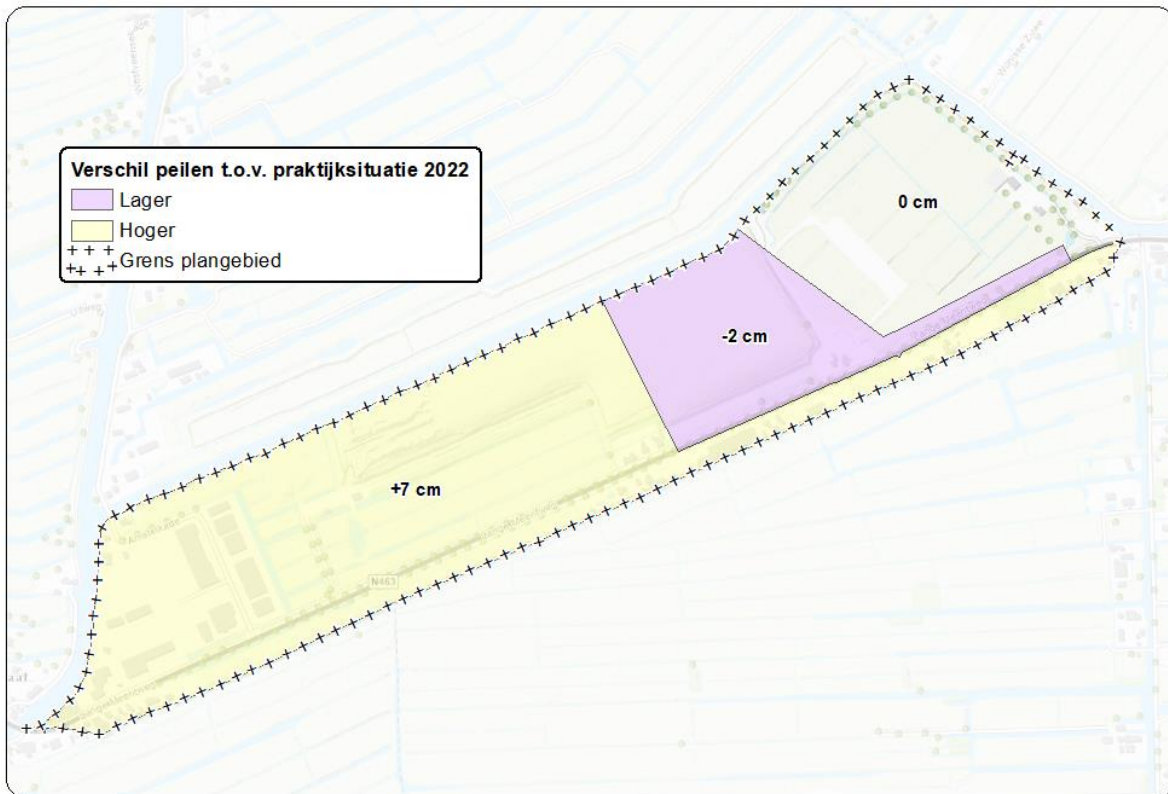 Verschil peilen t.o.v. praktijksituatie 2022
Lager
Hoger
Grens plangebied
0 cm
-2 cm
+7 cm
N463